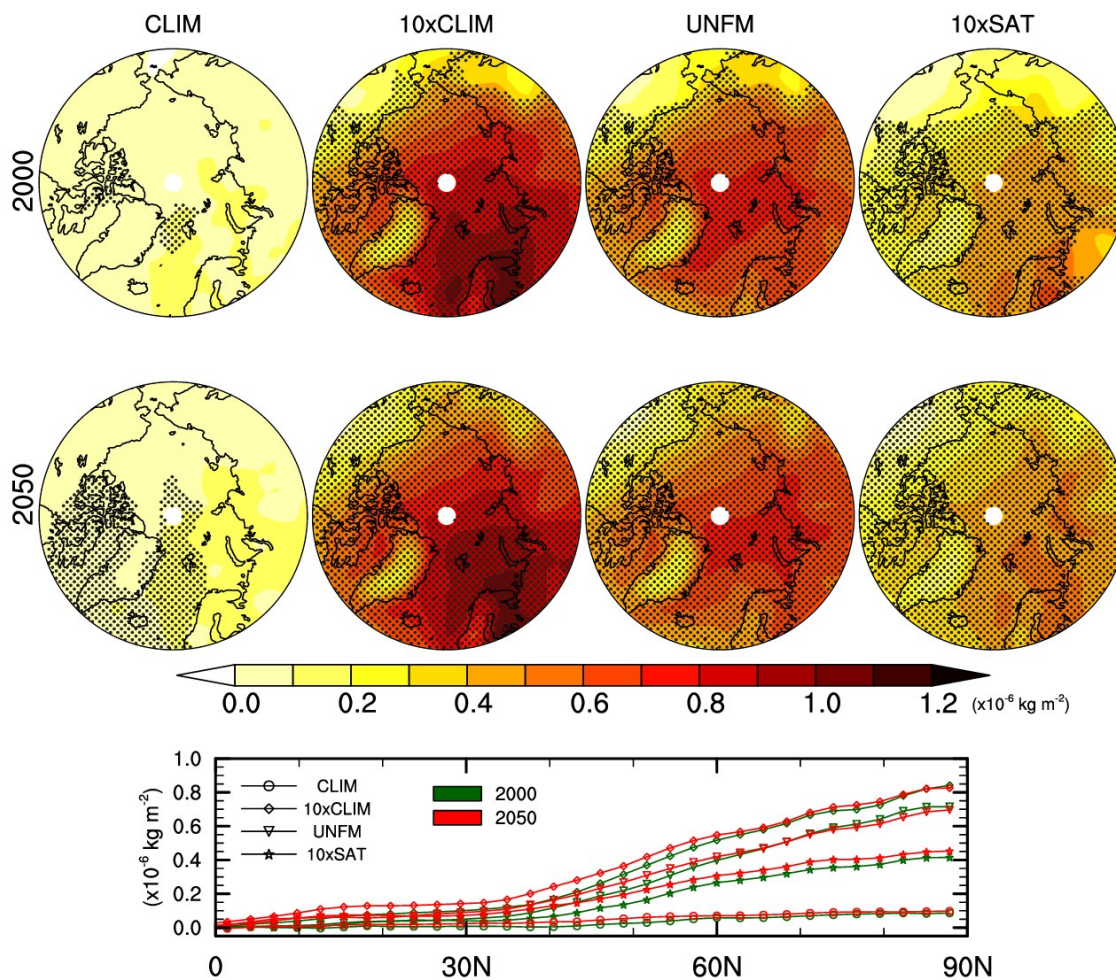 CLIM 10xCLIM UNFM 10xSAT
2000
2050
0.0 0.2 0.4 0.6 0.8 1.0 1.2 (x10⁻⁶ kg m⁻²)
(x10⁻⁶ kg m⁻²)
1.0
0.8
0.6
0.4
0.2
0.0
CLIM
10xCLIM
UNFM
10xSAT
2000
2050
0 30N 60N 90N